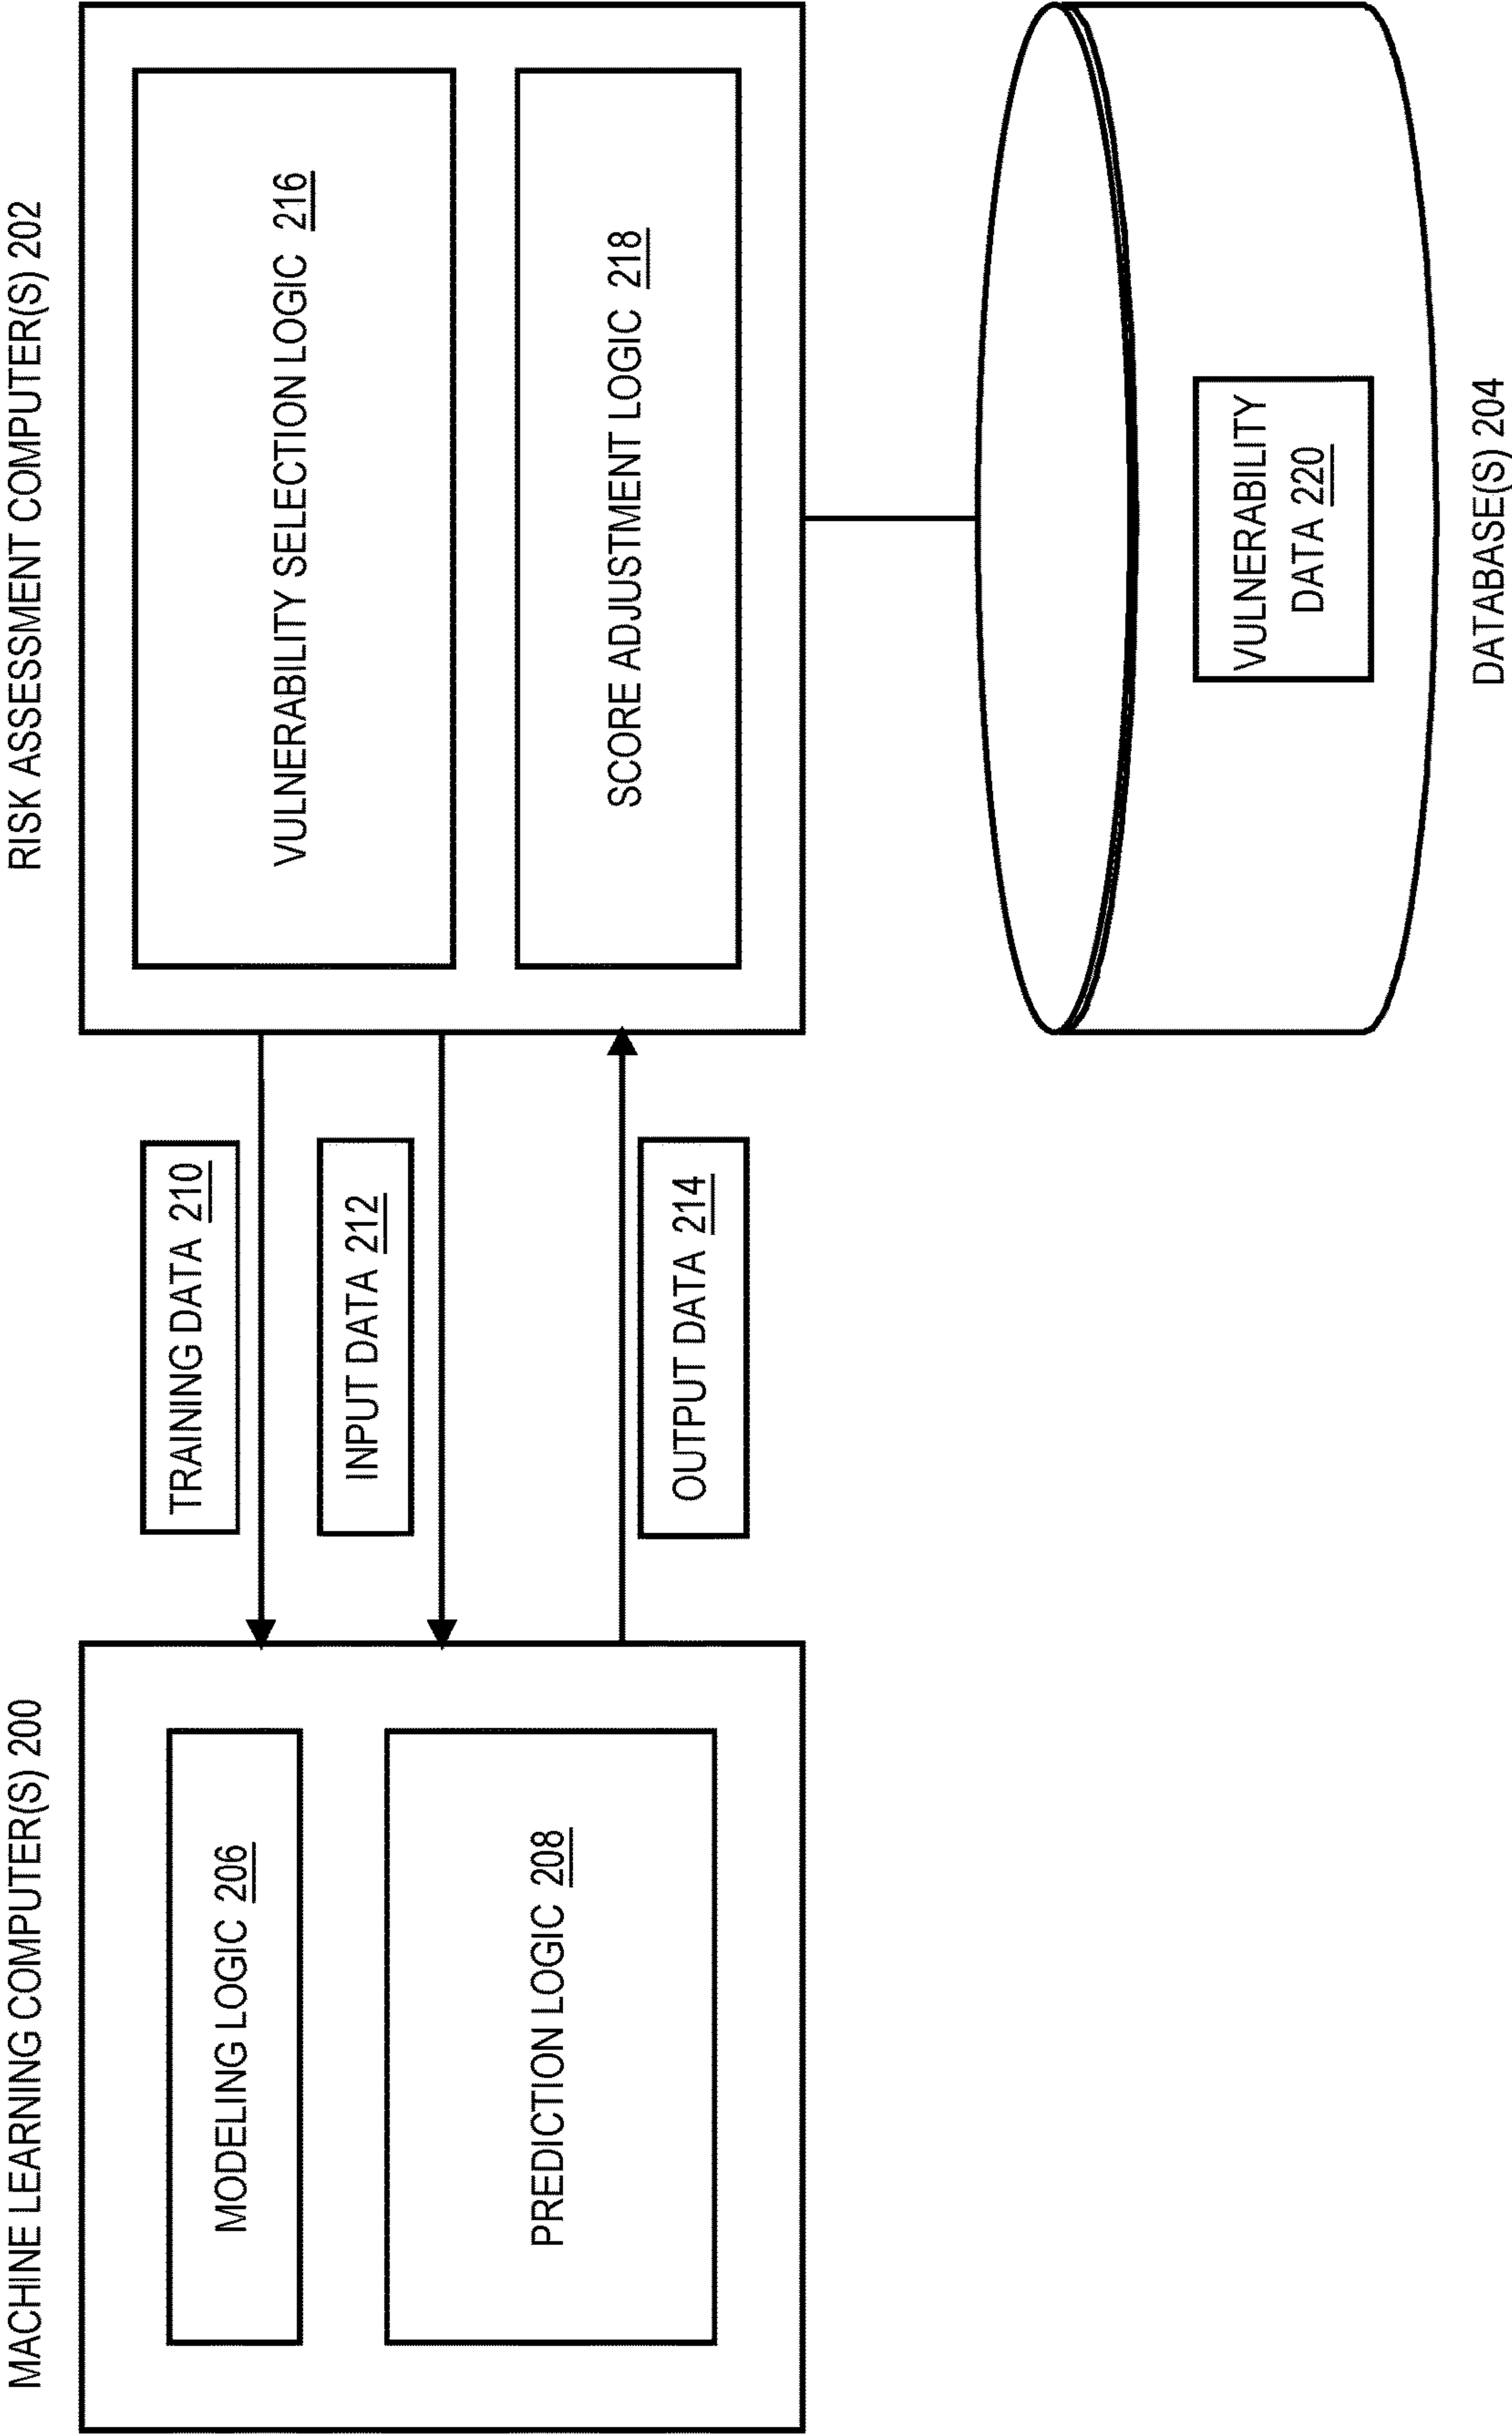 MACHINE LEARNING COMPUTER(S) 200
MODELING LOGIC 206
PREDICTION LOGIC 208
TRAINING DATA 210
INPUT DATA 212
OUTPUT DATA 214
RISK ASSESSMENT COMPUTER(S) 202
VULNERABILITY SELECTION LOGIC 216
SCORE ADJUSTMENT LOGIC 218
VULNERABILITY
DATA 220
DATABASE(S) 204